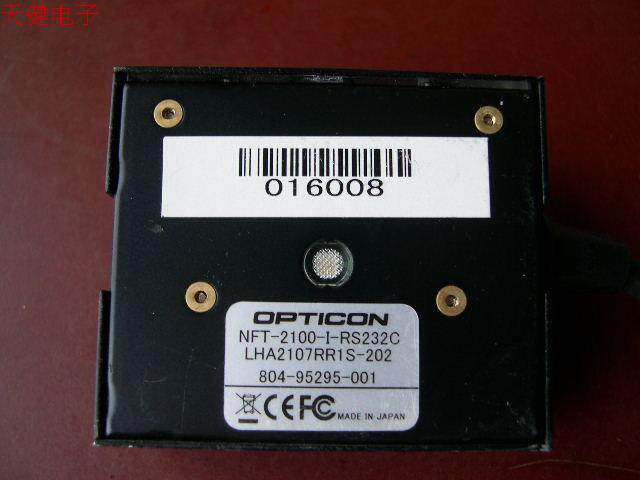 天健电子
016008
OPTICON
NFT-2100-I-RS232C
LHA2107RR1S-202
804-95295-001
CE FC MADE IN JAPAN